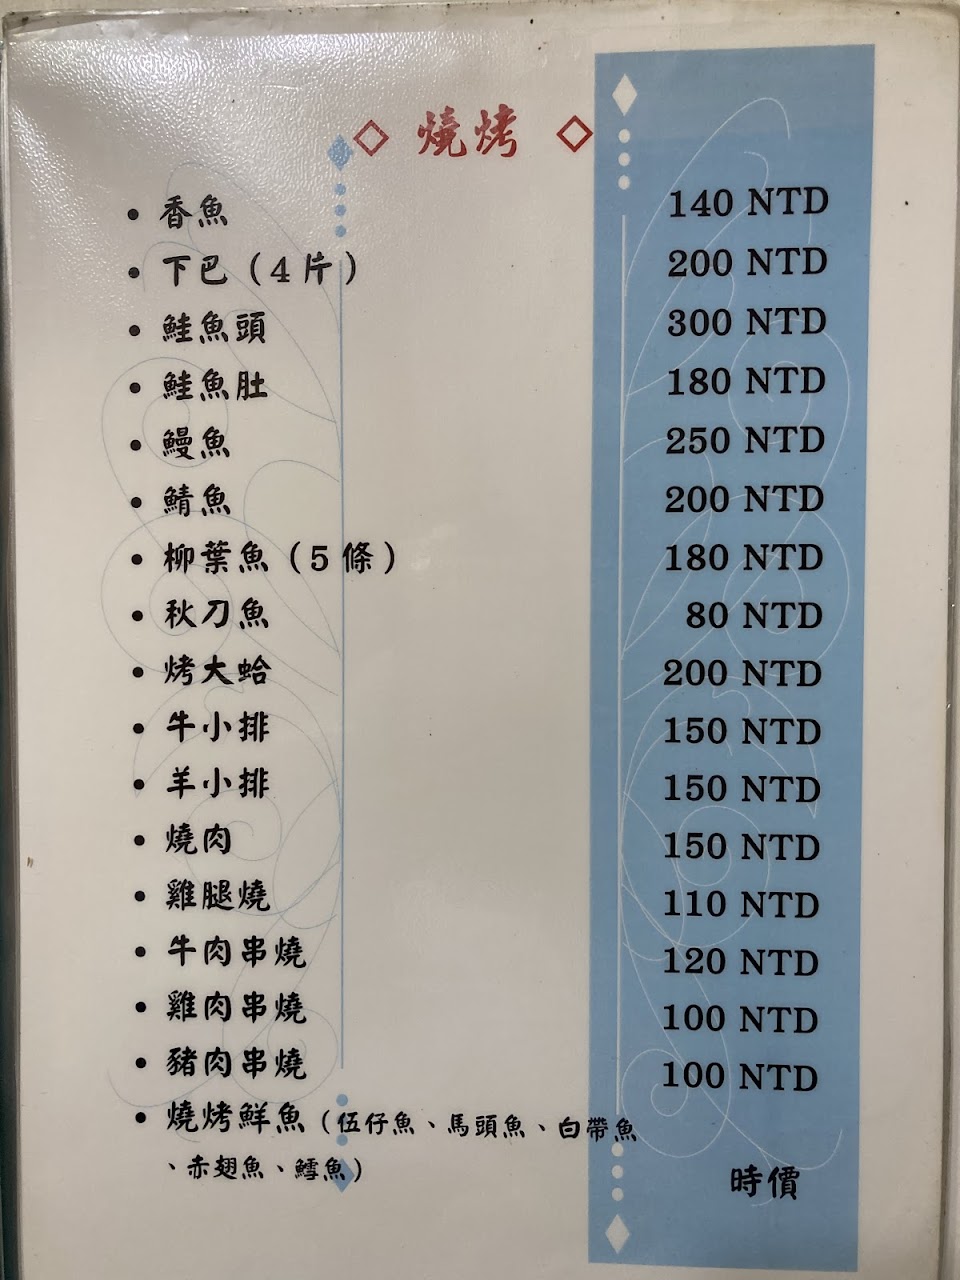 燒烤
• 香魚 140 NTD
• 下巴（4片） 200 NTD
• 鮭魚頭 300 NTD
• 鮭魚肚 180 NTD
• 鰻魚 250 NTD
• 鯖魚 200 NTD
• 柳葉魚（5條） 180 NTD
• 秋刀魚 80 NTD
• 烤大蛤 200 NTD
• 牛小排 150 NTD
• 羊小排 150 NTD
• 燒肉 150 NTD
• 雞腿燒 110 NTD
• 牛肉串燒 120 NTD
• 雞肉串燒 100 NTD
• 豬肉串燒 100 NTD
• 燒烤鮮魚（伍仔魚、馬頭魚、白帶魚
、赤翅魚、鱈魚） 時價